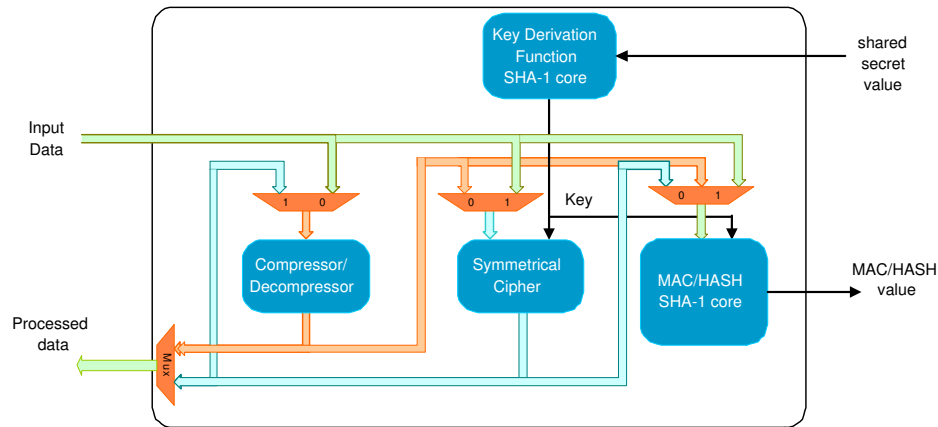 Key Derivation
Function
SHA-1 core
shared
secret
value
Input
Data
1 0
0 1
0 1
Key
Compressor/
Decompressor
Symmetrical
Cipher
MAC/HASH
SHA-1 core
MAC/HASH
value
Processed
data
Mux